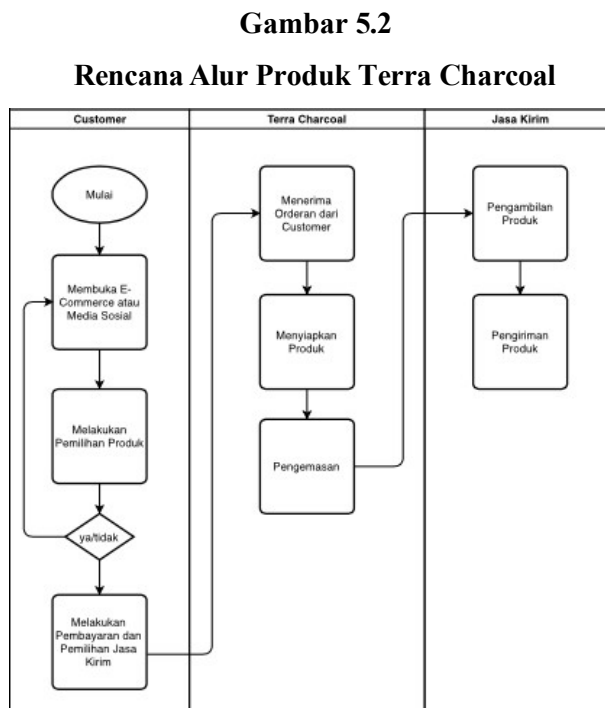 Gambar 5.2
Rencana Alur Produk Terra Charcoal
Customer
Terra Charcoal
Jasa Kirim
Mulai
Membuka E-
Commerce atau
Media Sosial
Melakukan
Pemilihan Produk
ya/tidak
Melakukan
Pembayaran dan
Pemilihan Jasa
Kirim
Menerima
Orderan dari
Customer
Menyiapkan
Produk
Pengemasan
Pengambilan
Produk
Pengiriman
Produk